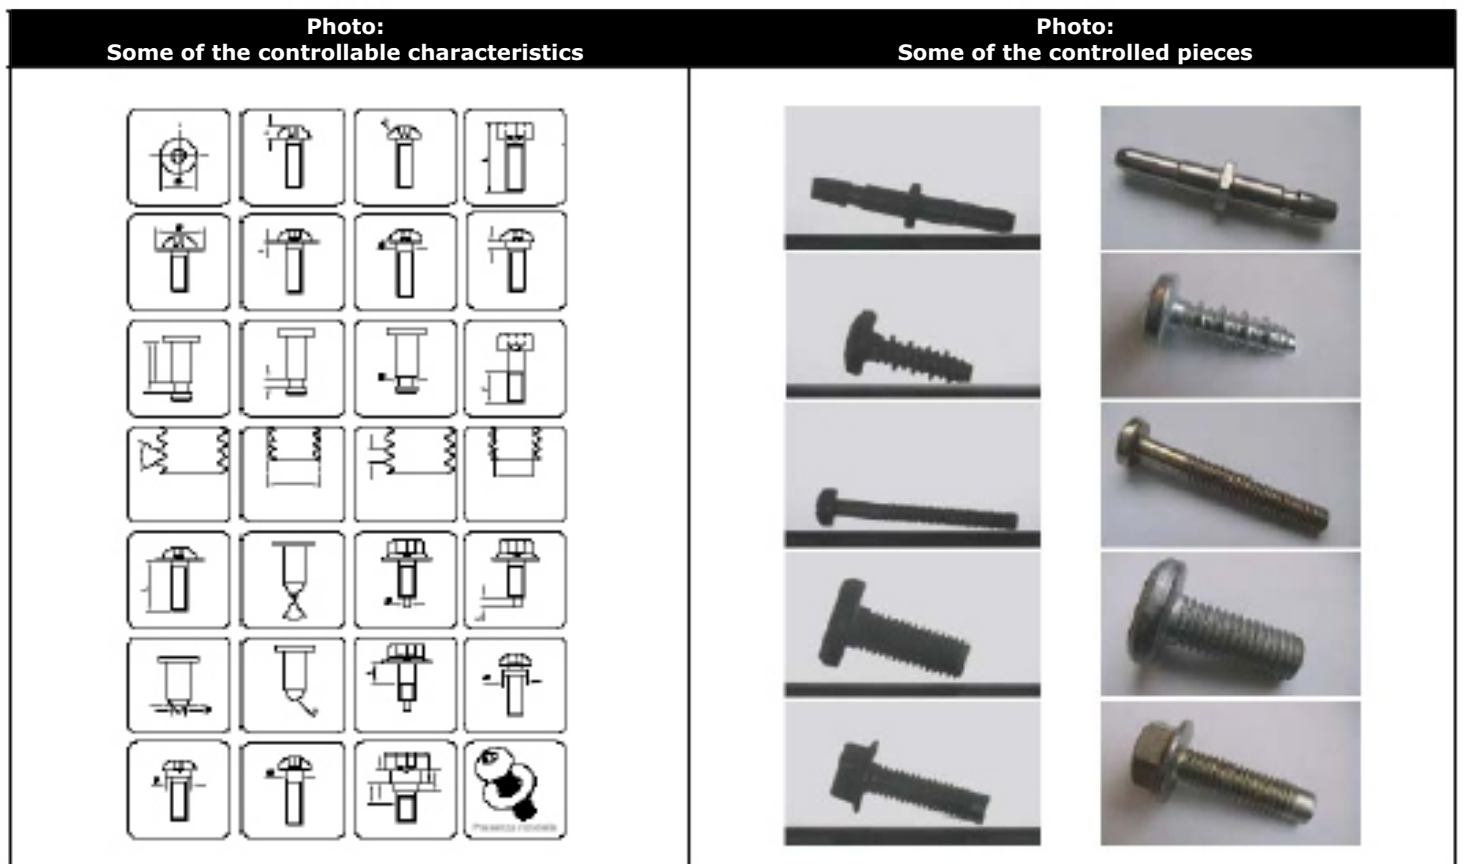 Photo:
Some of the controllable characteristics
Photo:
Some of the controlled pieces